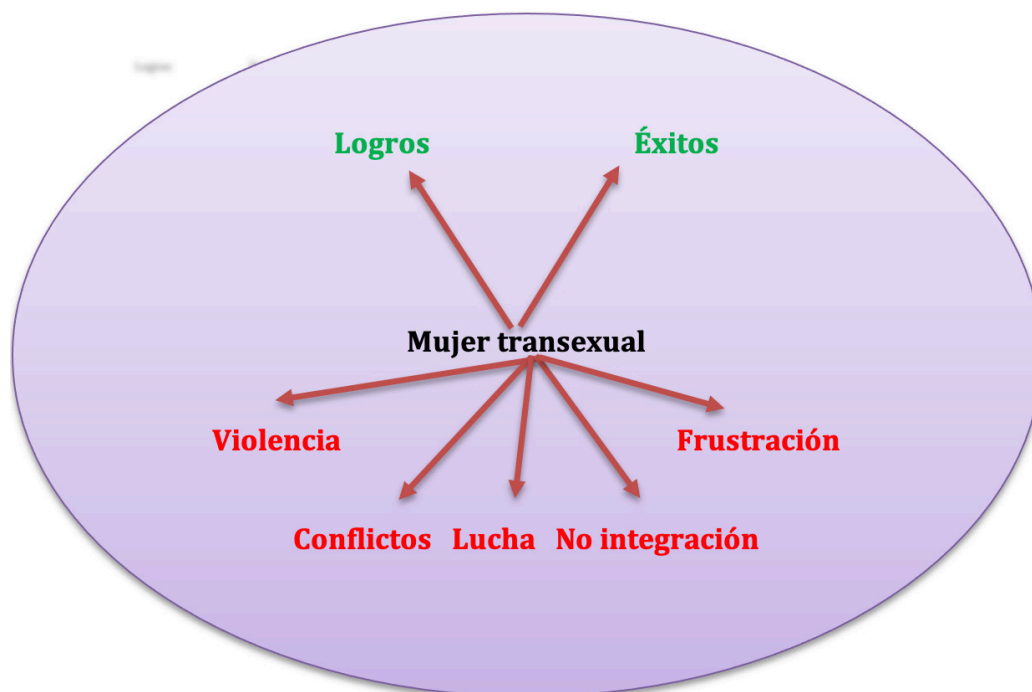 Logros Éxitos
Mujer transexual
Violencia Frustración
Conflictos Lucha No integración